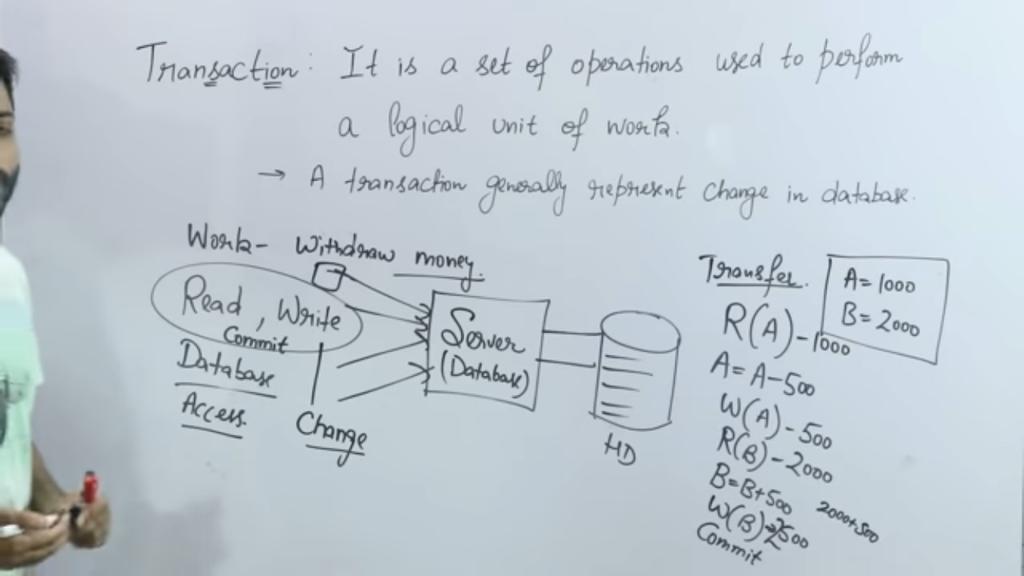 Transaction: It is a set of operations used to perform
a logical unit of work.
→ A transaction generally represent change in database.
Work- Withdraw money.
Read, Write
Commit
Database
Access.
Change
Server
(Database)
HD
Transfer.
A=1000
B=2000
R(A)-1000
A=A-500
W(A)-500
R(B)-2000
B=B+500 2000+500
W(B)-2500
Commit